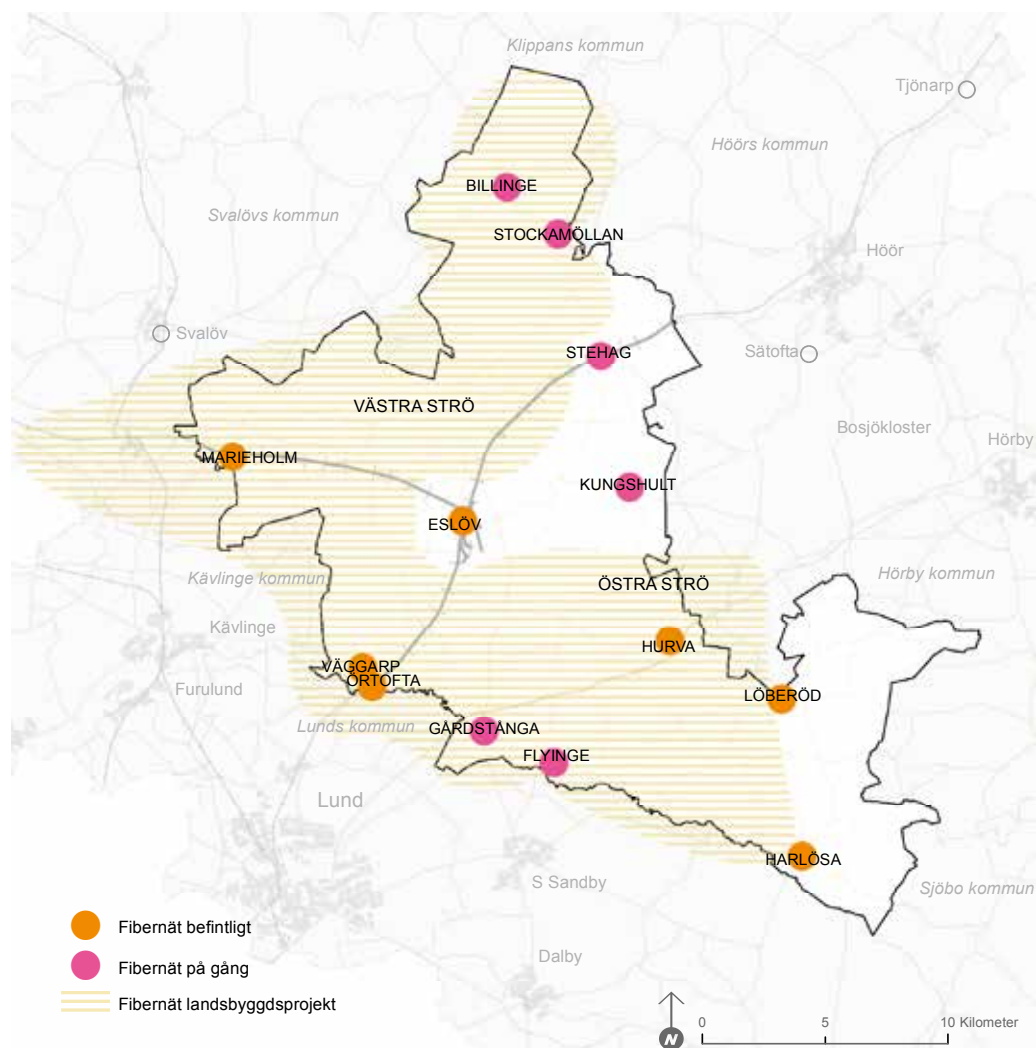 Klippans kommun
Tjönarp
Höörs kommun
BILLINGE
Svalövs kommun
STOCKAMÖLLAN
Höör
Svalöv
STEHAG
Sätofta
VÄSTRA STRÖ
Bosjökloster
MARIEHOLM
Hörby
KUNGSHULT
ESLÖV
Kävlinge kommun
ÖSTRA STRÖ
Hörby kommun
Kävlinge
HURVA
VÄGGARP
ÖRTOFTA
Furulund
LÖBERÖD
Lunds kommun
GÅRDSTÅNGA
FLYINGE
Lund
HARLÖSA
S Sandby
Sjöbo kommun
Fibernät befintligt
Fibernät på gång
Dalby
Fibernät landsbyggdsprojekt
N
0 5 10 Kilometer